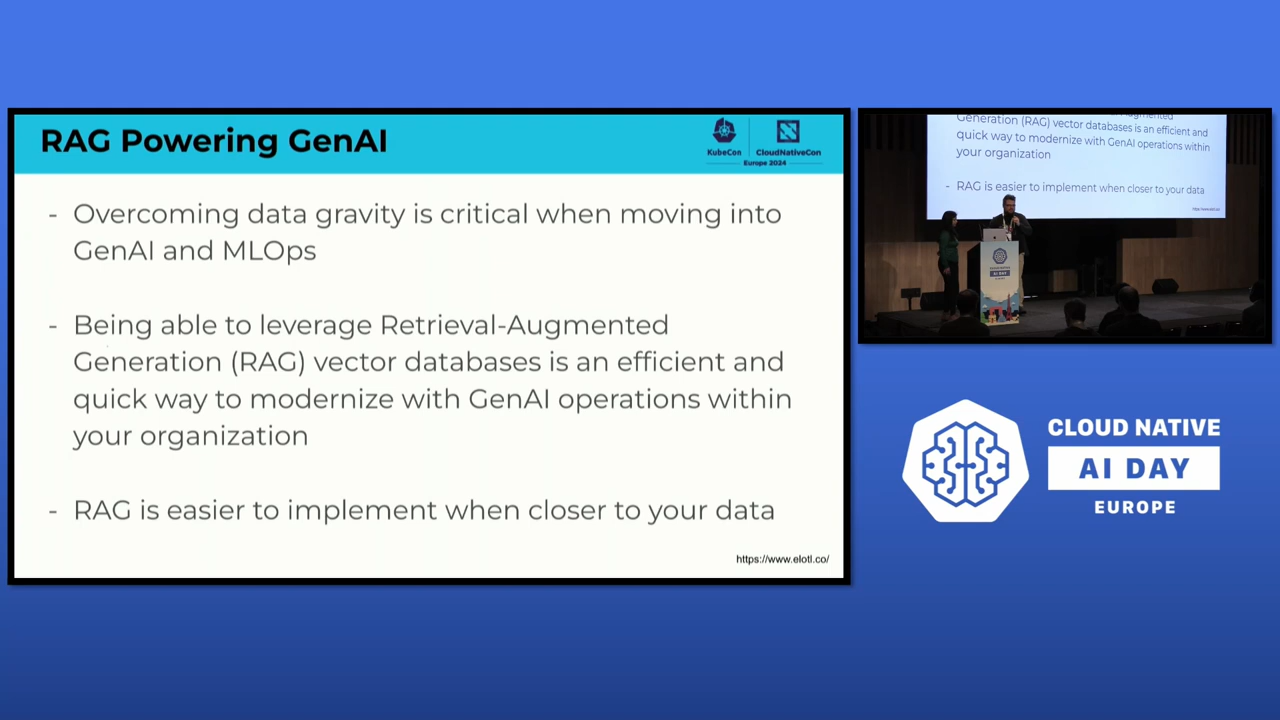 RAG Powering GenAI
KubeCon
CloudNativeCon
Europe 2024
- Overcoming data gravity is critical when moving into
GenAI and MLOps
- Being able to leverage Retrieval-Augmented
Generation (RAG) vector databases is an efficient and
quick way to modernize with GenAI operations within
your organization
- RAG is easier to implement when closer to your data
https://www.elotl.co/
Generation (RAG) vector databases is an efficient and
quick way to modernize with GenAI operations within
your organization
- RAG is easier to implement when closer to your data
CLOUD NATIVE
AI DAY
CLOUD NATIVE
AI DAY
EUROPE